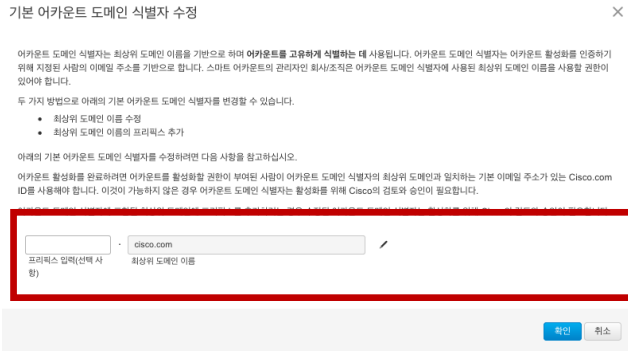 기본 어카운트 도메인 식별자 수정
어카운트 도메인 식별자는 최상위 도메인 이름을 기반으로 하며 어카운트를 고유하게 식별하는 데 사용됩니다. 어카운트 도메인 식별자는 어카운트 활성화를 인증하기
위해 지정된 사람의 이메일 주소를 기반으로 합니다. 스마트 어카운트의 관리자인 회사/조직은 어카운트 도메인 식별자에 사용된 최상위 도메인 이름을 사용할 권한이
있어야 합니다.
두 가지 방법으로 아래의 기본 어카운트 도메인 식별자를 변경할 수 있습니다.
• 최상위 도메인 이름 수정
• 최상위 도메인 이름의 프리픽스 추가
아래의 기본 어카운트 도메인 식별자를 수정하려면 다음 사항을 참고하십시오.
어카운트 활성화를 완료하려면 어카운트를 활성화할 권한이 부여된 사람이 어카운트 도메인 식별자의 최상위 도메인과 일치하는 기본 이메일 주소가 있는 Cisco.com
ID를 사용해야 합니다. 이것이 가능하지 않은 경우 어카운트 도메인 식별자는 활성화를 위해 Cisco의 검토와 승인이 필요합니다.
. cisco.com
프리픽스 입력(선택 사
항)
최상위 도메인 이름
확인 취소